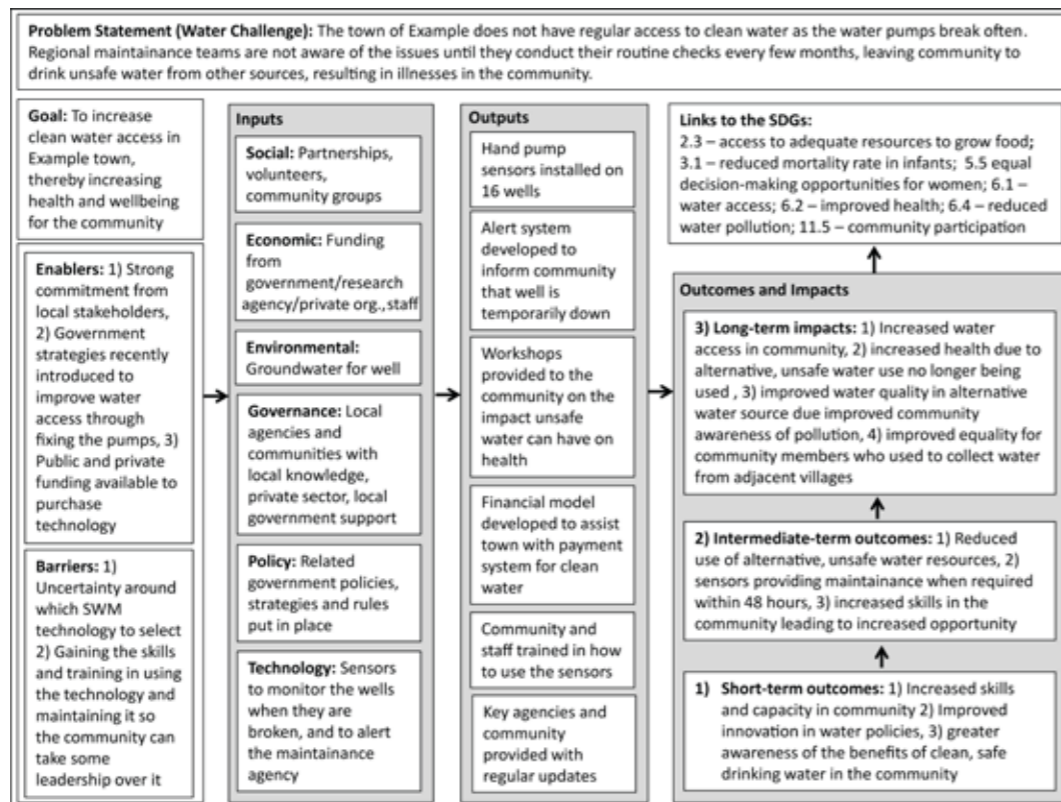 Problem Statement (Water Challenge): The town of Example does not have regular access to clean water as the water pumps break often.
Regional maintainance teams are not aware of the issues until they conduct their routine checks every few months, leaving community to
drink unsafe water from other sources, resulting in illnesses in the community.
Goal: To increase
clean water access in
Example town,
thereby increasing
health and wellbeing
for the community
Enablers: 1) Strong
commitment from
local stakeholders,
2) Government
strategies recently
introduced to
improve water
access through
fixing the pumps, 3)
Public and private
funding available to
purchase
technology
Barriers: 1)
Uncertainty around
which SWM
technology to select
2) Gaining the skills
and training in using
the technology and
maintaining it so
the community can
take some
leadership over it
Inputs
Social: Partnerships,
volunteers,
community groups
Economic: Funding
from
government/research
agency/private org., staff
Environmental:
Groundwater for well
Governance: Local
agencies and
communities with
local knowledge,
private sector, local
government support
Policy: Related
government policies,
strategies and rules
put in place
Technology: Sensors
to monitor the wells
when they are
broken, and to alert
the maintainance
agency
Outputs
Hand pump
sensors installed on
16 wells
Alert system
developed to
inform community
that well is
temporarily down
Workshops
provided to the
community on the
impact unsafe
water can have on
health
Financial model
developed to assist
town with payment
system for clean
water
Community and
staff trained in how
to use the sensors
Key agencies and
community
provided with
regular updates
Links to the SDGs:
2.3 – access to adequate resources to grow food;
3.1 – reduced mortality rate in infants; 5.5 equal
decision-making opportunities for women; 6.1 –
water access; 6.2 – improved health; 6.4 – reduced
water pollution; 11.5 – community participation
Outcomes and Impacts
3) Long-term impacts: 1) Increased water
access in community, 2) increased health due to
alternative, unsafe water use no longer being
used , 3) improved water quality in alternative
water source due improved community
awareness of pollution, 4) improved equality for
community members who used to collect water
from adjacent villages
2) Intermediate-term outcomes: 1) Reduced
use of alternative, unsafe water resources, 2)
sensors providing maintainance when required
within 48 hours, 3) increased skills in the
community leading to increased opportunity
1) Short-term outcomes: 1) Increased skills
and capacity in community 2) Improved
innovation in water policies, 3) greater
awareness of the benefits of clean, safe
drinking water in the community